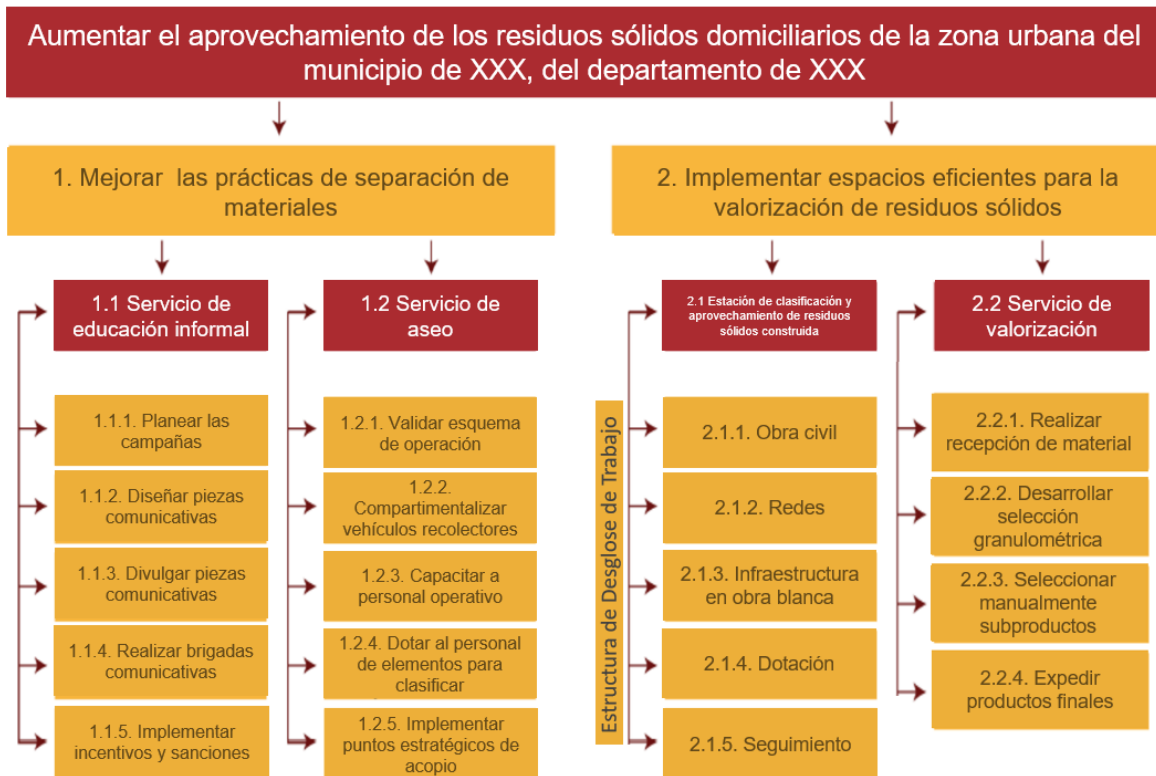 Aumentar el aprovechamiento de los residuos sólidos domiciliarios de la zona urbana del
municipio de XXX, del departamento de XXX
1. Mejorar  las prácticas de separación de
materiales
2. Implementar espacios eficientes para la
valorización de residuos sólidos
1.1 Servicio de
educación informal
1.1.1. Planear las
campañas
1.1.2. Diseñar piezas
comunicativas
1.1.3. Divulgar piezas
comunicativas
1.1.4. Realizar brigadas
comunicativas
1.1.5. Implementar
incentivos y sanciones
1.2 Servicio de
aseo
1.2.1. Validar esquema
de operación
1.2.2.
Compartimentalizar
vehículos recolectores
1.2.3. Capacitar a
personal operativo
1.2.4. Dotar al personal
de elementos para
clasificar
1.2.5. Implementar
puntos estratégicos de
acopio
Estructura de Desglose de Trabajo
2.1 Estación de clasificación y
aprovechamiento de residuos
sólidos construida
2.1.1. Obra civil
2.1.2. Redes
2.1.3. Infraestructura
en obra blanca
2.1.4. Dotación
2.1.5. Seguimiento
2.2 Servicio de
valorización
2.2.1. Realizar
recepción de material
2.2.2. Desarrollar
selección
granulométrica
2.2.3. Seleccionar
manualmente
subproductos
2.2.4. Expedir
productos finales